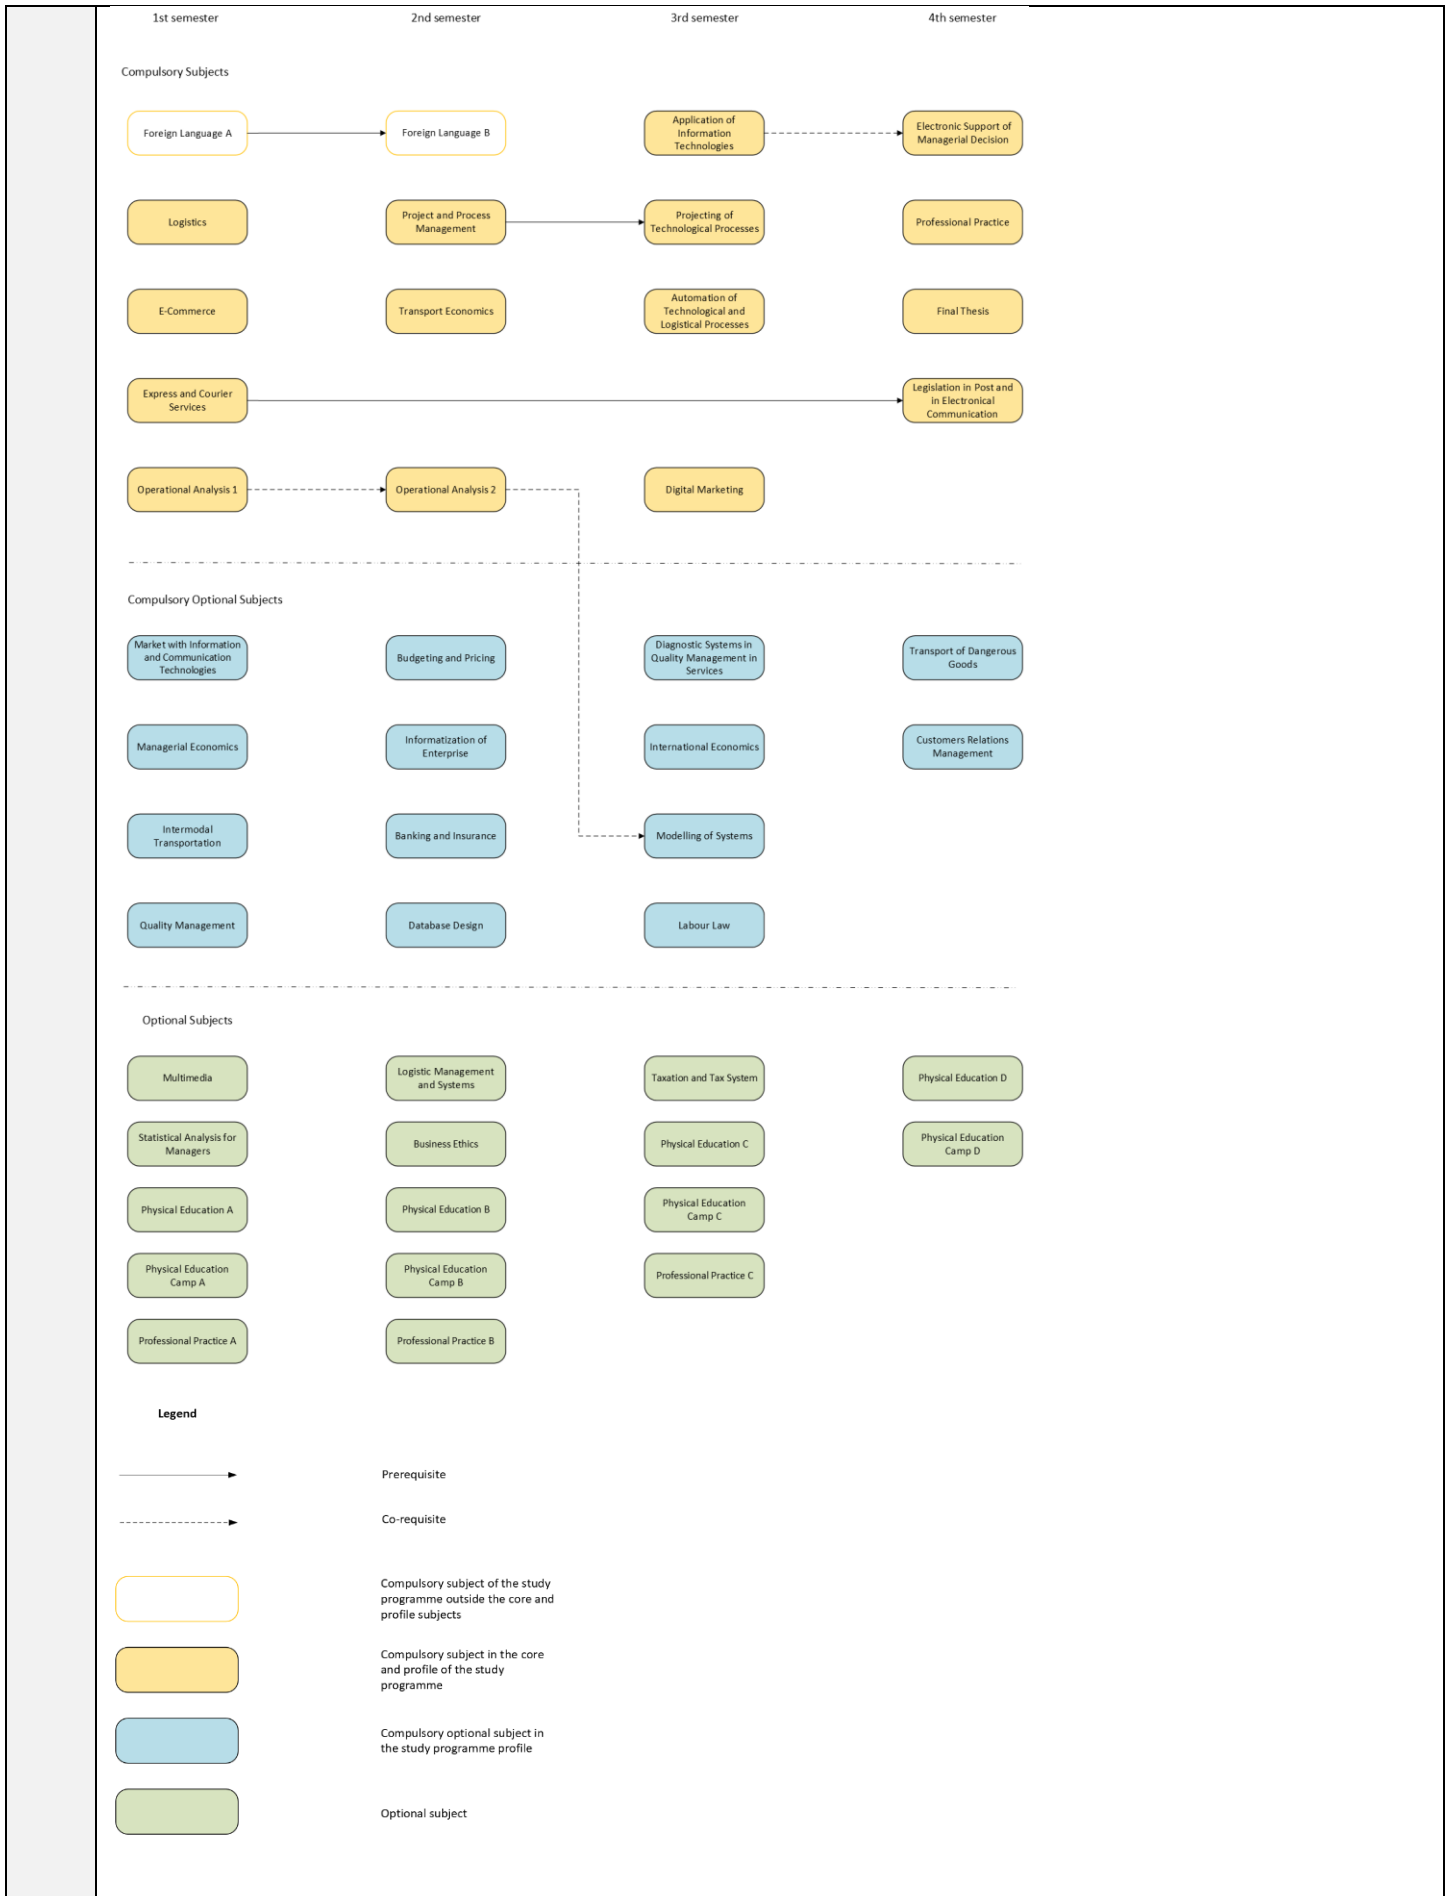 1st semester
2nd semester
3rd semester
4th semester
Compulsory Subjects
Foreign Language A
Foreign Language B
Application of
Information
Technologies
Electronic Support of
Managerial Decision
Logistics
Project and Process
Management
Projecting of
Technological Processes
Professional Practice
E-Commerce
Transport Economics
Automation of
Technological and
Logistical Processes
Final Thesis
Express and Courier
Services
Legislation in Post and
in Electronical
Communication
Operational Analysis 1
Operational Analysis 2
Digital Marketing
Compulsory Optional Subjects
Market with Information
and Communication
Technologies
Budgeting and Pricing
Diagnostic Systems in
Quality Management in
Services
Transport of Dangerous
Goods
Managerial Economics
Informatization of
Enterprise
International Economics
Customers Relations
Management
Intermodal
Transportation
Banking and Insurance
Modelling of Systems
Quality Management
Database Design
Labour Law
Optional Subjects
Multimedia
Logistic Management
and Systems
Taxation and Tax System
Physical Education D
Statistical Analysis for
Managers
Business Ethics
Physical Education C
Physical Education
Camp D
Physical Education A
Physical Education B
Physical Education
Camp C
Physical Education
Camp A
Physical Education
Camp B
Professional Practice C
Professional Practice A
Professional Practice B
Legend
Prerequisite
Co-requisite
Compulsory subject of the study
programme outside the core and
profile subjects
Compulsory subject in the core
and profile of the study
programme
Compulsory optional subject in
the study programme profile
Optional subject